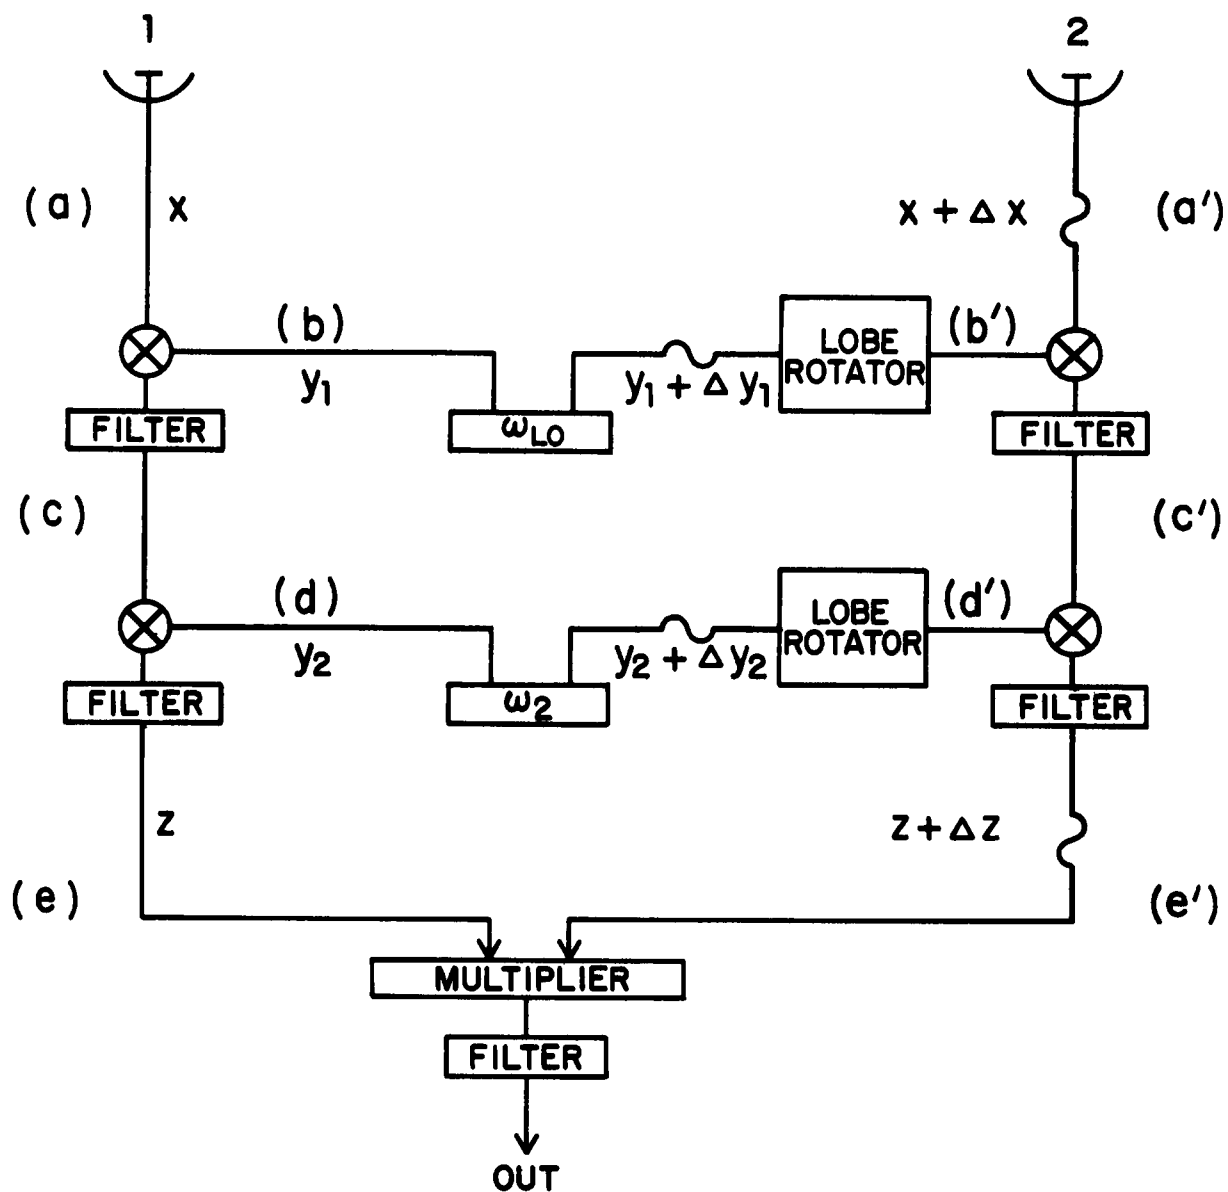 1 2
(a) x x + Δ x (a′)
(b) (b′)
LOBE
ROTATOR
y₁ y₁ + Δ y₁
FILTER ω_LO FILTER
(c) (c′)
(d) (d′)
LOBE
ROTATOR
y₂ y₂ + Δ y₂
FILTER ω₂ FILTER
z z + Δ z
(e) (e′)
MULTIPLIER
FILTER
OUT